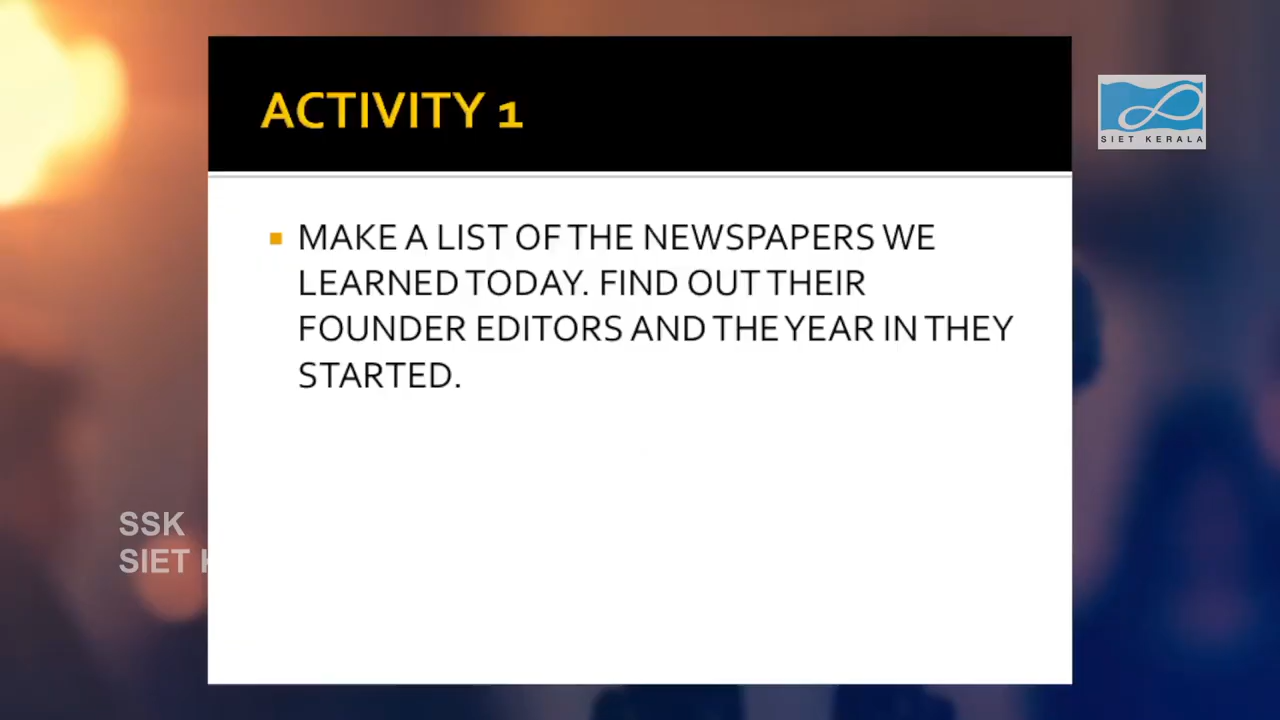 ACTIVITY 1
SIET KERALA
MAKE A LIST OF THE NEWSPAPERS WE
LEARNED TODAY. FIND OUT THEIR
FOUNDER EDITORS AND THE YEAR IN THEY
STARTED.
SSK
SIET